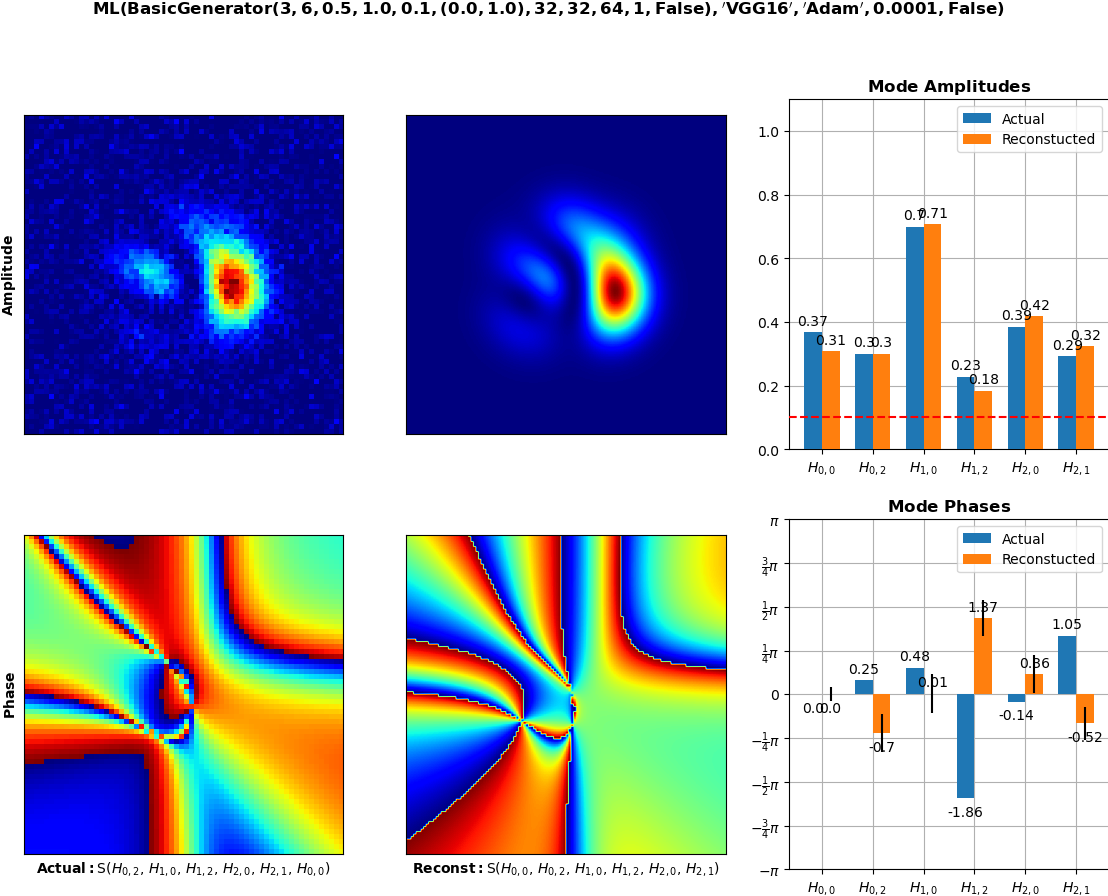 ML(BasicGenerator(3, 6, 0.5, 1.0, 0.1, (0.0, 1.0), 32, 32, 64, 1, False), ′VGG16′, ′Adam′, 0.0001, False)
Amplitude
Mode Amplitudes
Actual
Reconstucted
1.0
0.8
0.6
0.4
0.2
0.0
0.37
0.31
0.3
0.3
0.7
0.71
0.23
0.18
0.39
0.42
0.29
0.32
H0,0
H0,2
H1,0
H1,2
H2,0
H2,1
Phase
Actual: S(H0,2, H1,0, H1,2, H2,0, H2,1, H0,0)
Reconst: S(H0,0, H0,2, H1,0, H1,2, H2,0, H2,1)
Mode Phases
Actual
Reconstucted
π
3/4π
1/2π
1/4π
0
−1/4π
−1/2π
−3/4π
−π
0.0
0.0
0.25
-0.7
0.48
0.01
-1.86
1.37
-0.14
0.36
1.05
-0.52
H0,0
H0,2
H1,0
H1,2
H2,0
H2,1